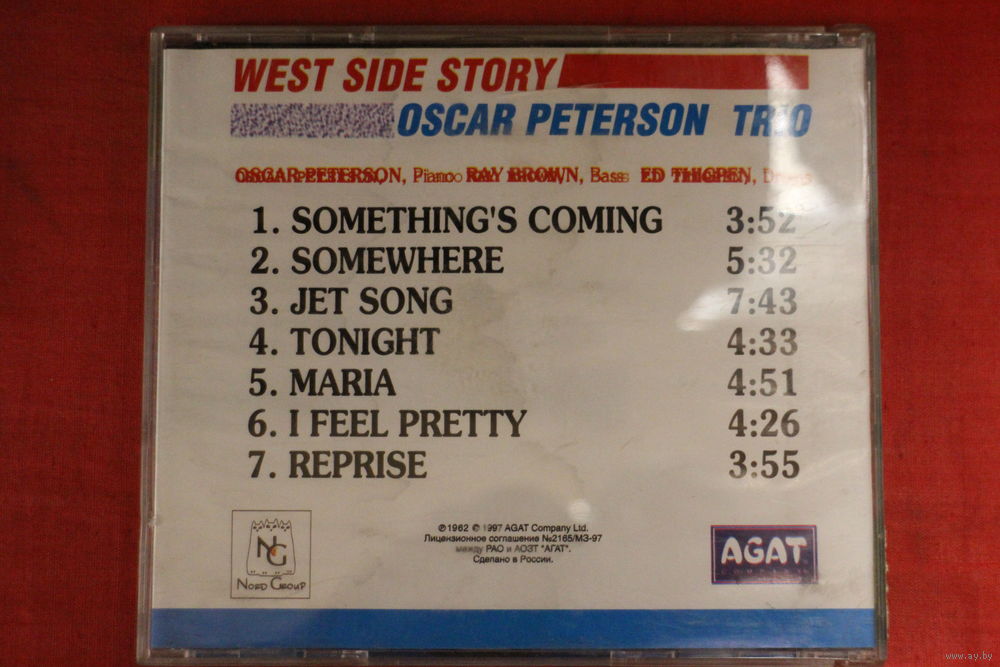 WEST SIDE STORY
OSCAR PETERSON TRIO
OSCAR PETERSON, Piano RAY BROWN, Bass ED THIGPEN, Drums
1. SOMETHING'S COMING 3:52
2. SOMEWHERE 5:32
3. JET SONG 7:43
4. TONIGHT 4:33
5. MARIA 4:51
6. I FEEL PRETTY 4:26
7. REPRISE 3:55
NG
NORD GROUP
℗1962 © 1997 AGAT Company Ltd.
Лицензионное соглашение №2165/МЗ-97
между РАО и АОЗТ "АГАТ".
Сделано в России.
AGAT
COMPANY
www.ay.by